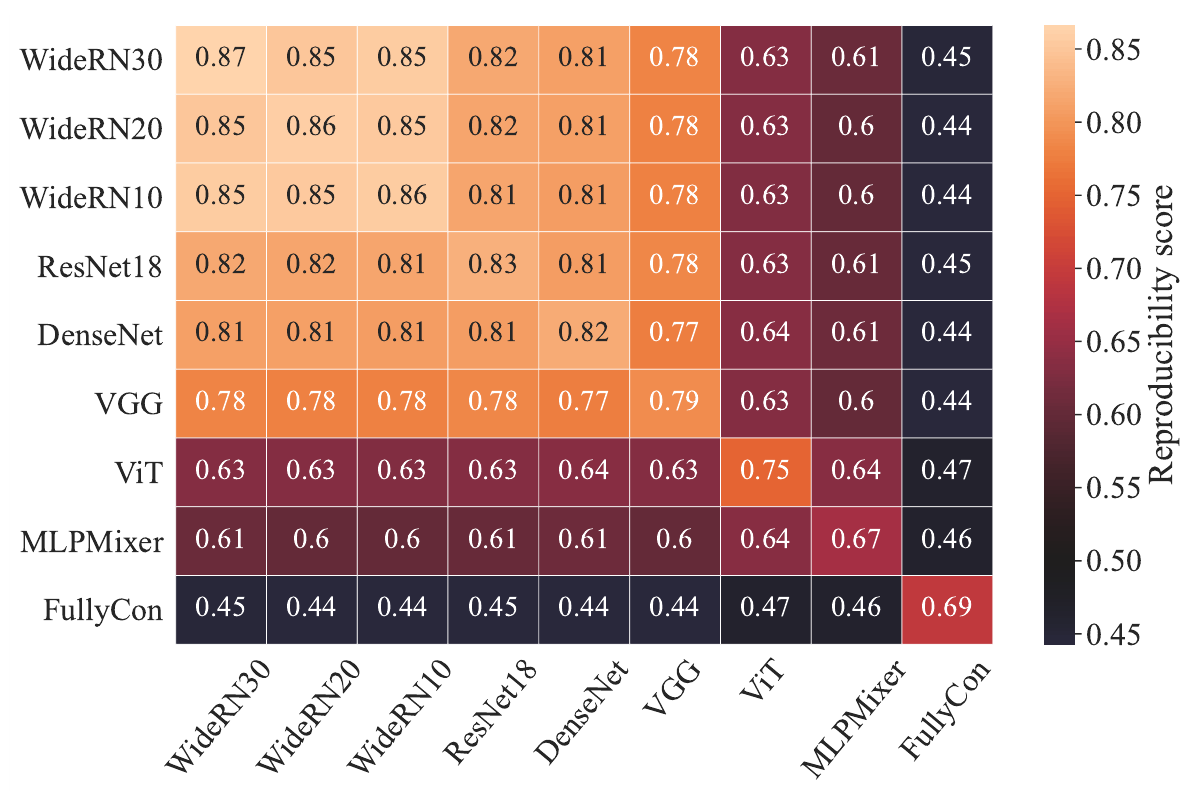 WideRN30 0.87 0.85 0.85 0.82 0.81 0.78 0.63 0.61 0.45
WideRN20 0.85 0.86 0.85 0.82 0.81 0.78 0.63 0.6 0.44
WideRN10 0.85 0.85 0.86 0.81 0.81 0.78 0.63 0.6 0.44
ResNet18 0.82 0.82 0.81 0.83 0.81 0.78 0.63 0.61 0.45
DenseNet 0.81 0.81 0.81 0.81 0.82 0.77 0.64 0.61 0.44
VGG 0.78 0.78 0.78 0.78 0.77 0.79 0.63 0.6 0.44
ViT 0.63 0.63 0.63 0.63 0.64 0.63 0.75 0.64 0.47
MLPMixer 0.61 0.6 0.6 0.61 0.61 0.6 0.64 0.67 0.46
FullyCon 0.45 0.44 0.44 0.45 0.44 0.44 0.47 0.46 0.69
WideRN30 WideRN20 WideRN10 ResNet18 DenseNet VGG ViT MLPMixer FullyCon
0.85
0.80
0.75
0.70
0.65
0.60
0.55
0.50
0.45
Reproducibility score